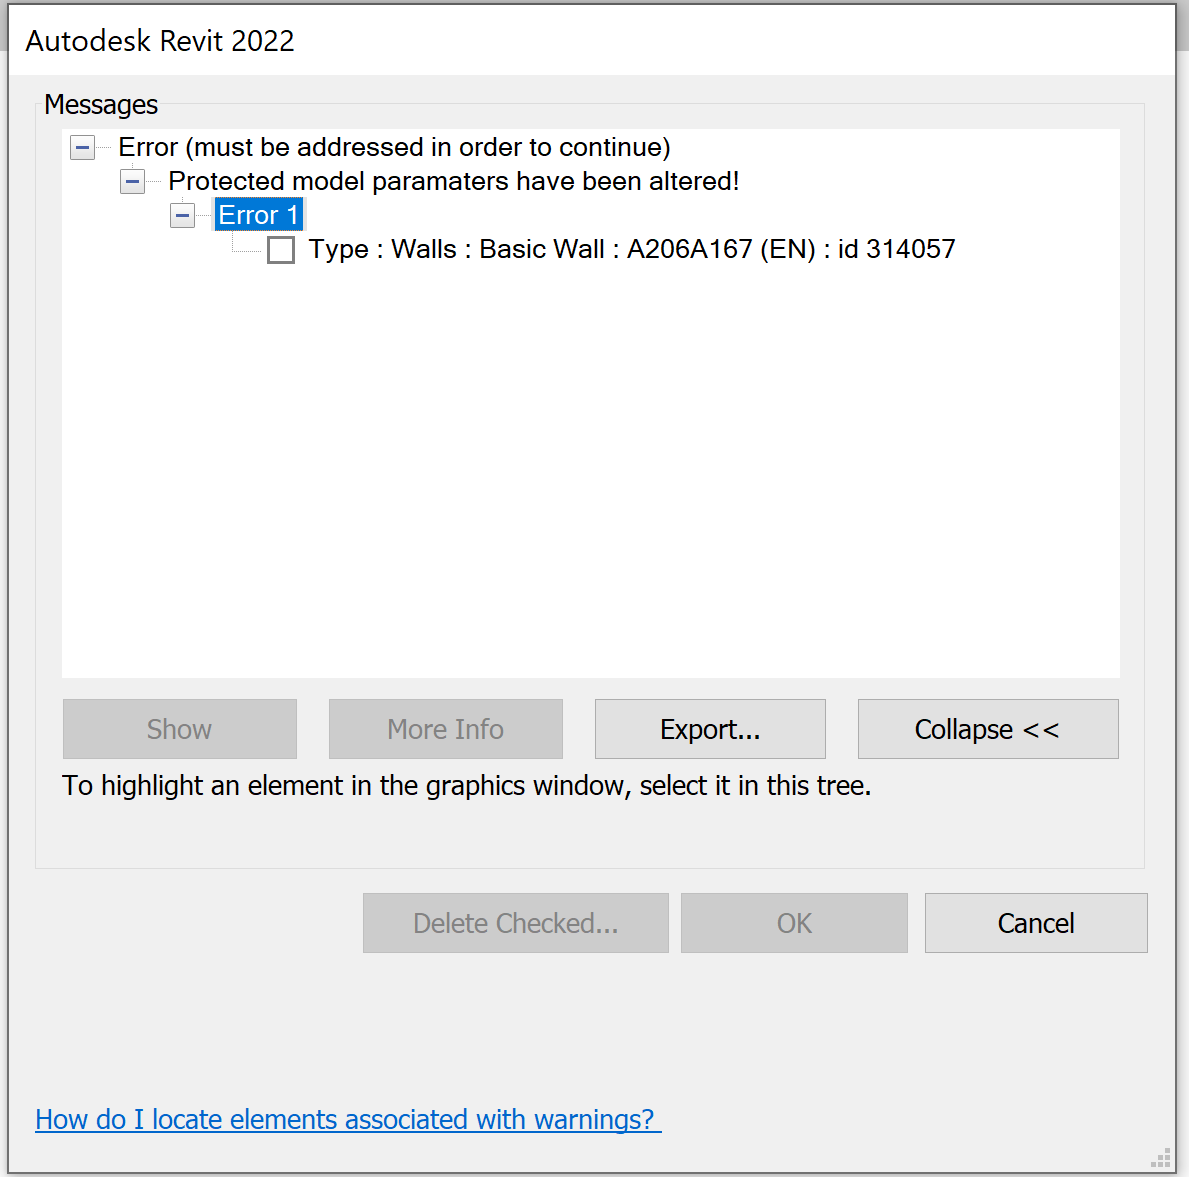 Autodesk Revit 2022
Messages
Error (must be addressed in order to continue)
Protected model paramaters have been altered!
Error 1
Type : Walls : Basic Wall : A206A167 (EN) : id 314057
Show
More Info
Export...
Collapse <<
To highlight an element in the graphics window, select it in this tree.
Delete Checked...
OK
Cancel
How do I locate elements associated with warnings?